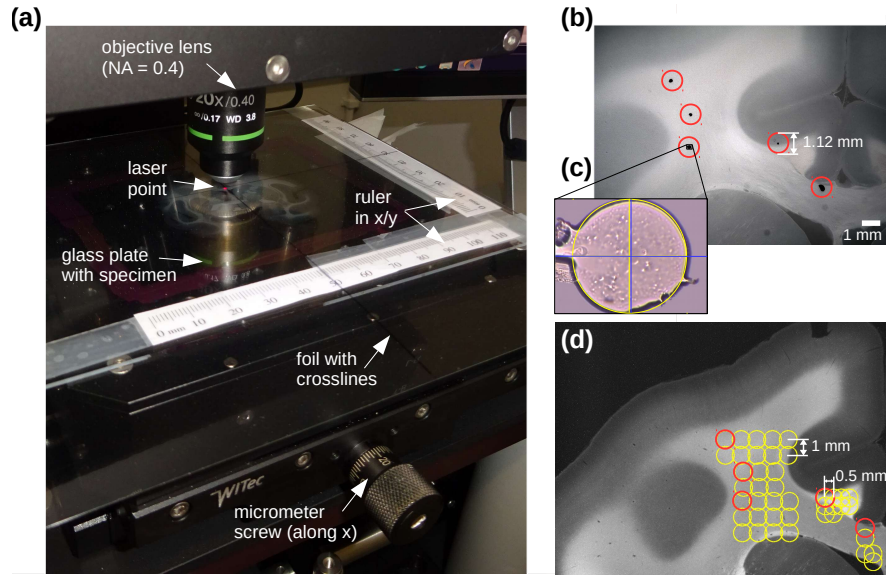 (a)
objective lens
(NA = 0.4)
20x/0.40
∞/0.17 WD 3.8
laser
point
ruler
in x/y
glass plate
with specimen
0 mm 10 20 30 40 50 60 70 80 90 100 110
foil with
crosslines
WITec
20
micrometer
screw (along x)
(b)
1.12 mm
1 mm
(c)
(d)
1 mm
0.5 mm